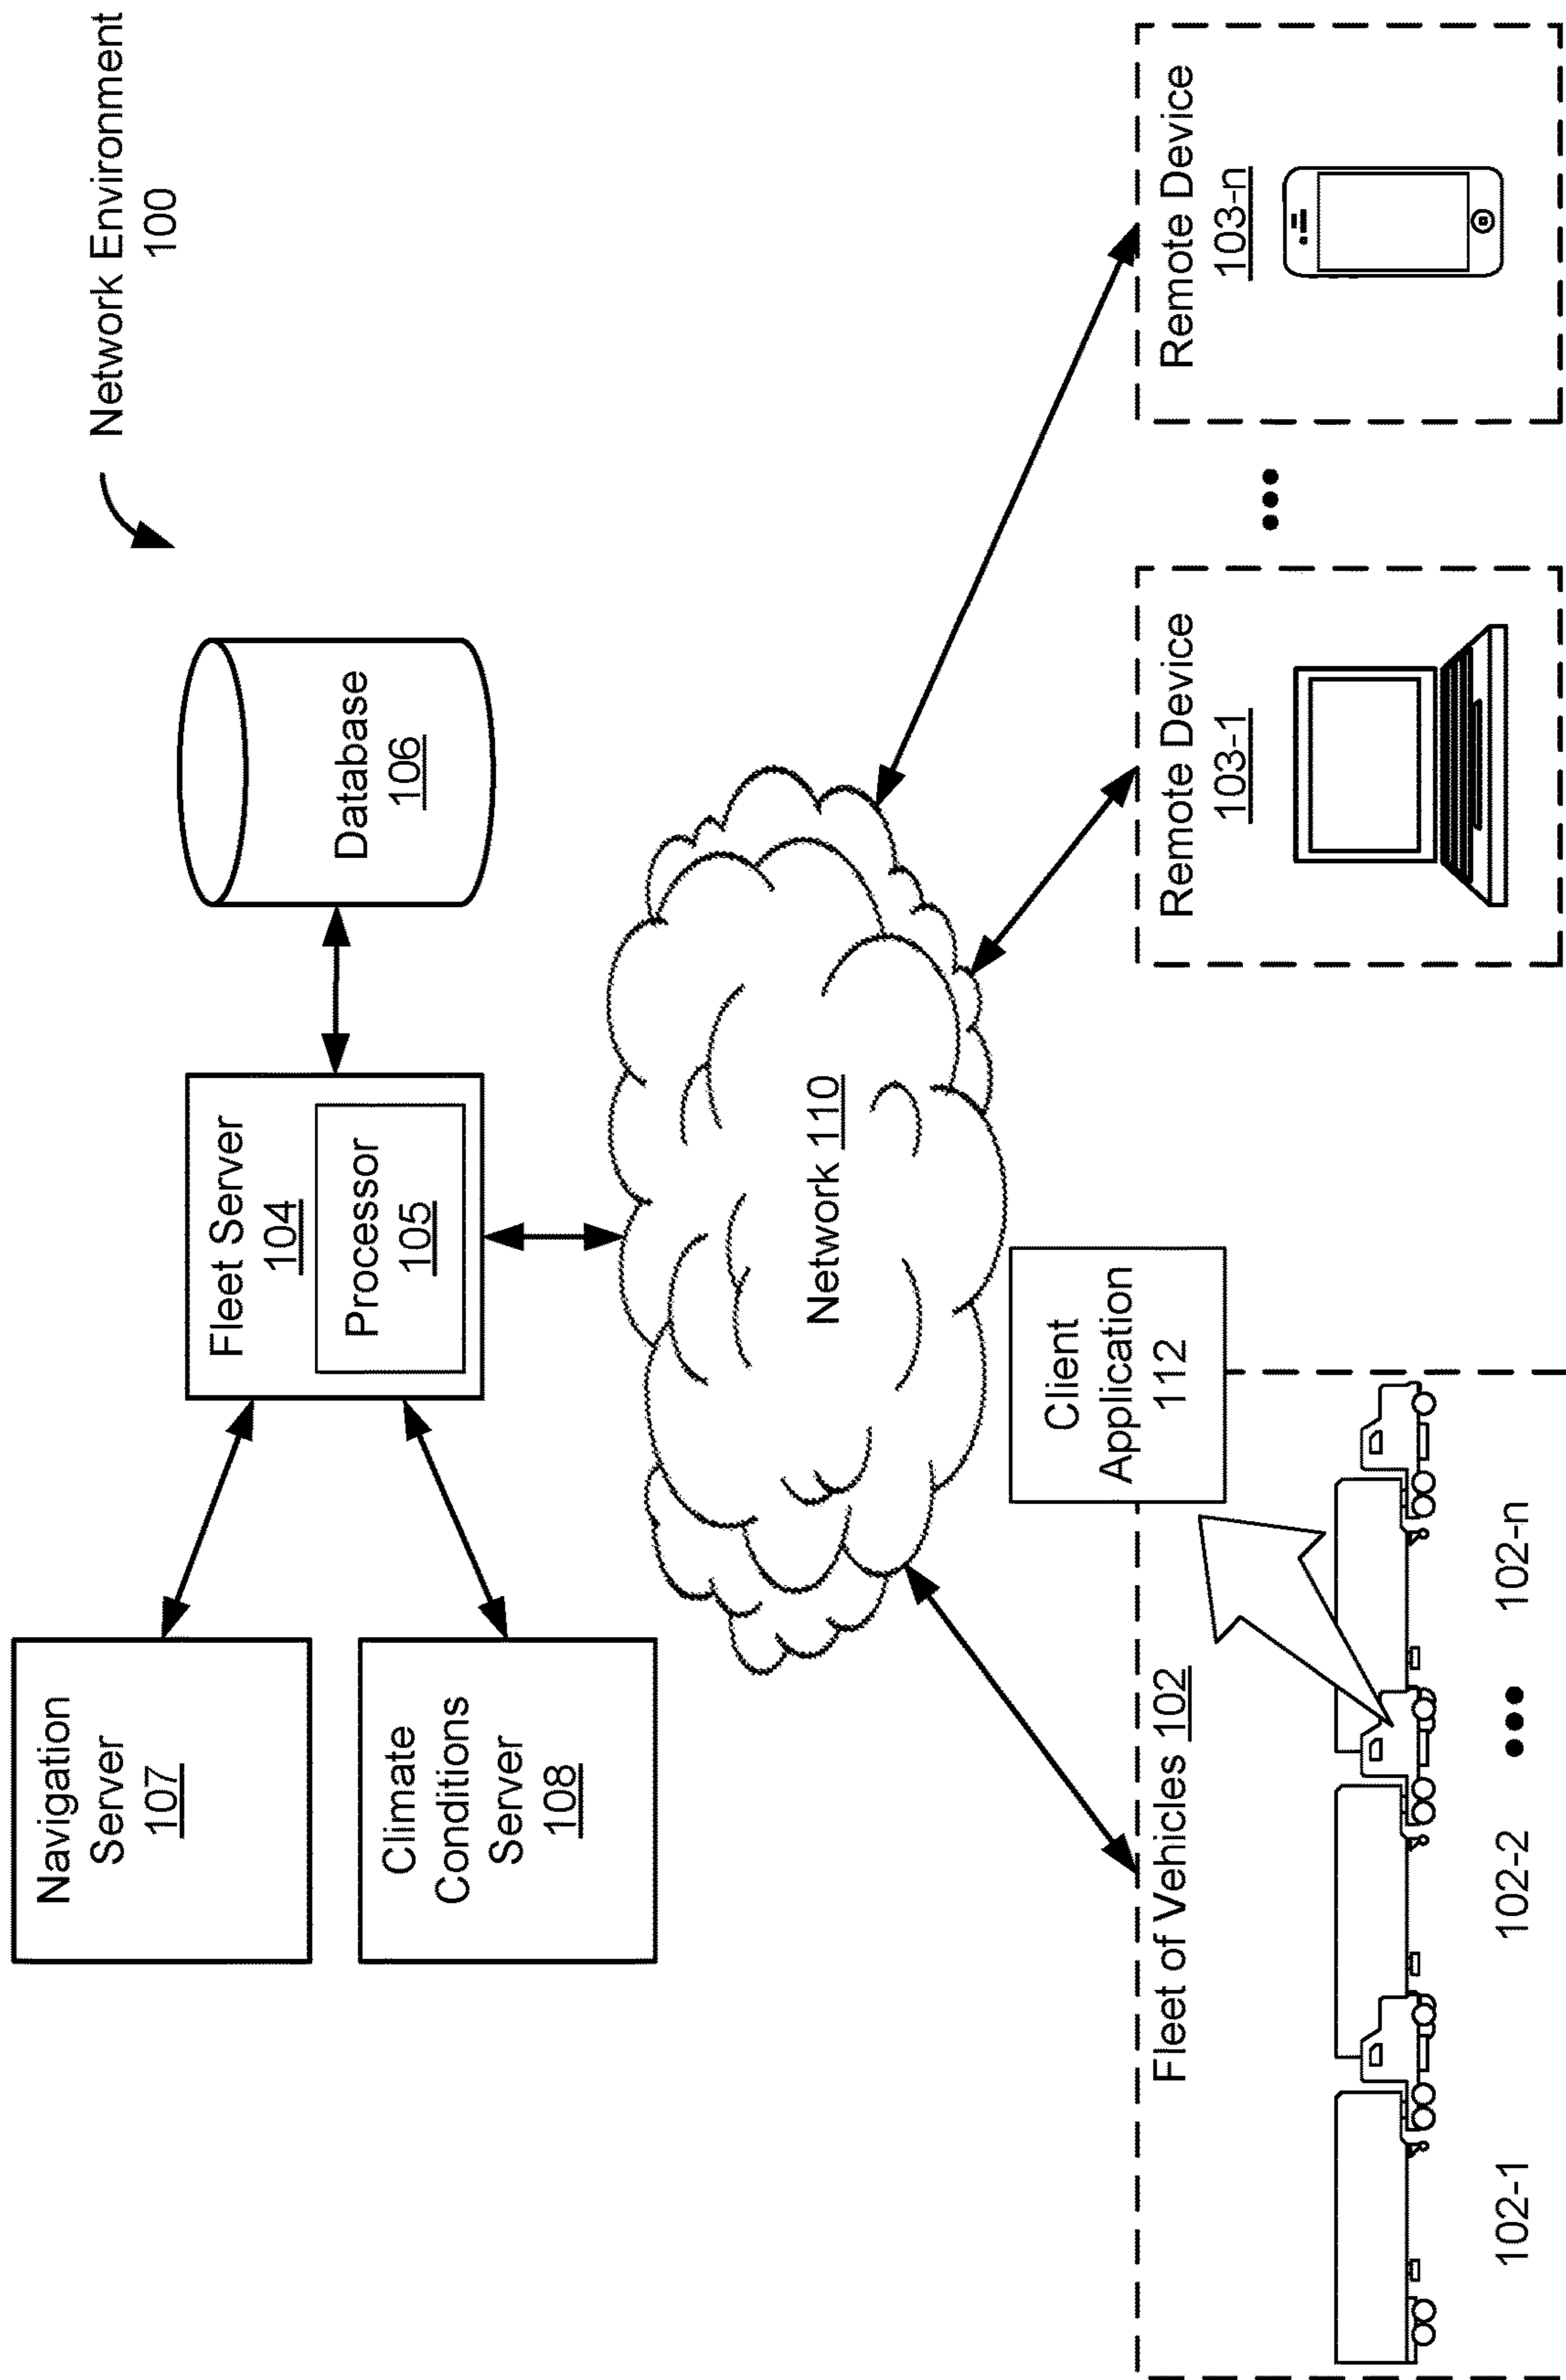 Network Environment
100
Navigation
Server
107
Climate
Conditions
Server
108
Fleet Server
104
Processor
105
Database
106
Network 110
Client
Application
112
Fleet of Vehicles 102
102-1
102-2
•••
102-n
Remote Device
103-1
•••
Remote Device
103-n